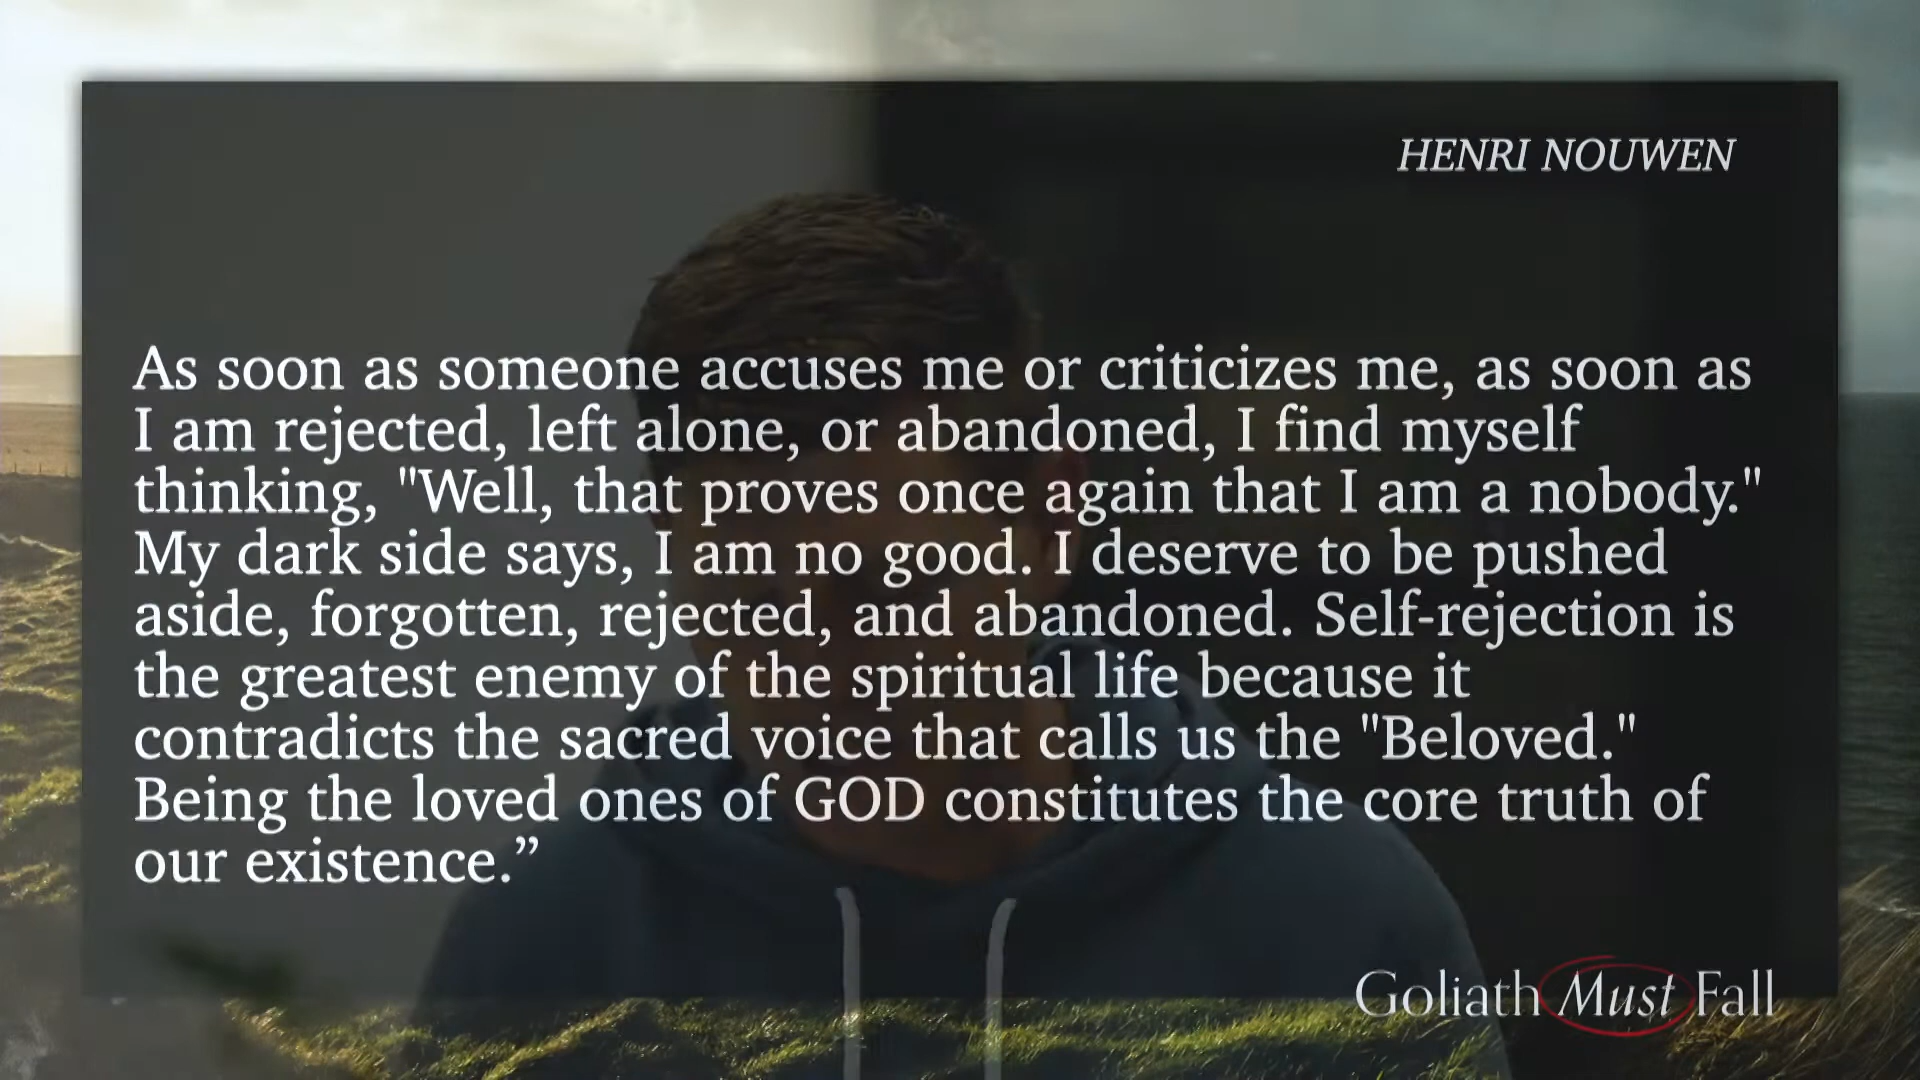 HENRI NOUWEN
As soon as someone accuses me or criticizes me, as soon as
I am rejected, left alone, or abandoned, I find myself
thinking, "Well, that proves once again that I am a nobody."
My dark side says, I am no good. I deserve to be pushed
aside, forgotten, rejected, and abandoned. Self-rejection is
the greatest enemy of the spiritual life because it
contradicts the sacred voice that calls us the "Beloved."
Being the loved ones of GOD constitutes the core truth of
our existence.”
Goliath Must Fall